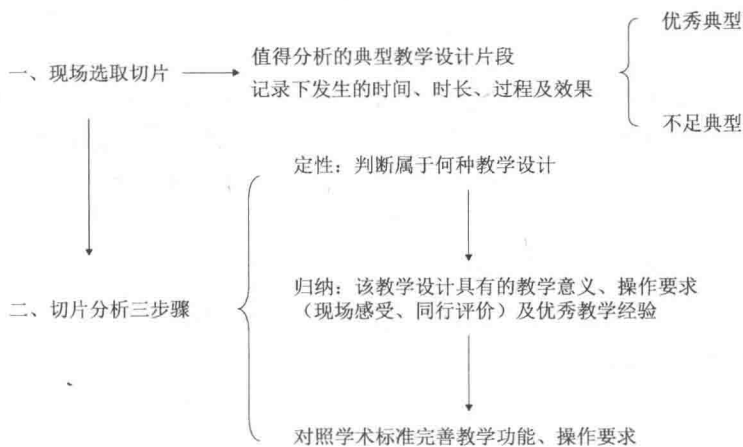 优秀典型
值得分析的典型教学设计片段
一、现场选取切片
记录下发生的时间、时长、过程及效果
不足典型
定性：判断属于何种教学设计
归纳：该教学设计具有的教学意义、操作要求
二、切片分析三步骤
（现场感受、同行评价）及优秀教学经验
对照学术标准完善教学功能、操作要求